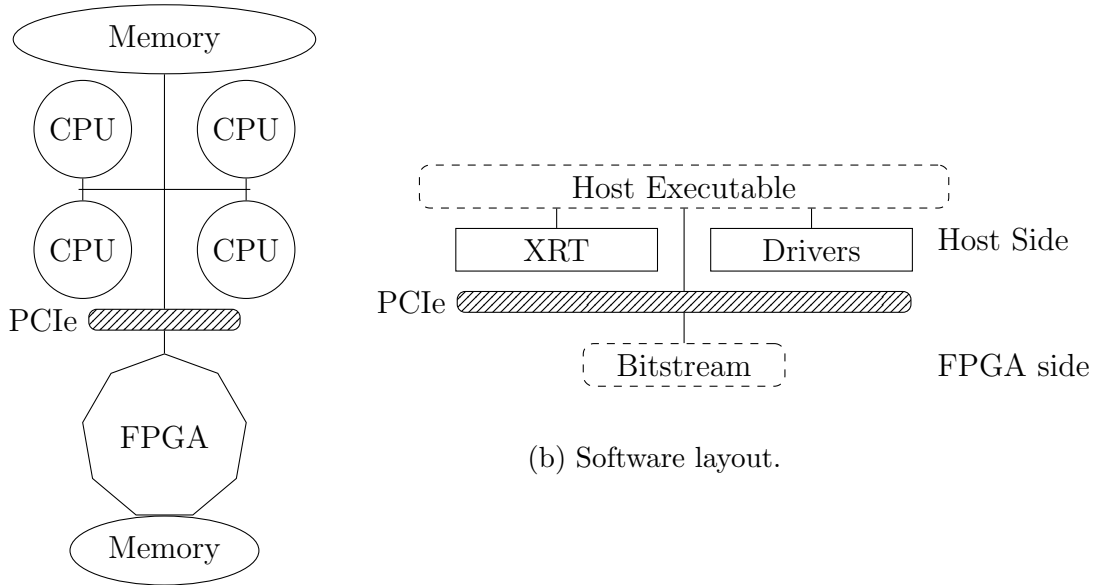 Memory
CPU CPU
CPU CPU
PCIe
FPGA
Memory
Host Executable
XRT Drivers Host Side
PCIe
Bitstream FPGA side
(b) Software layout.